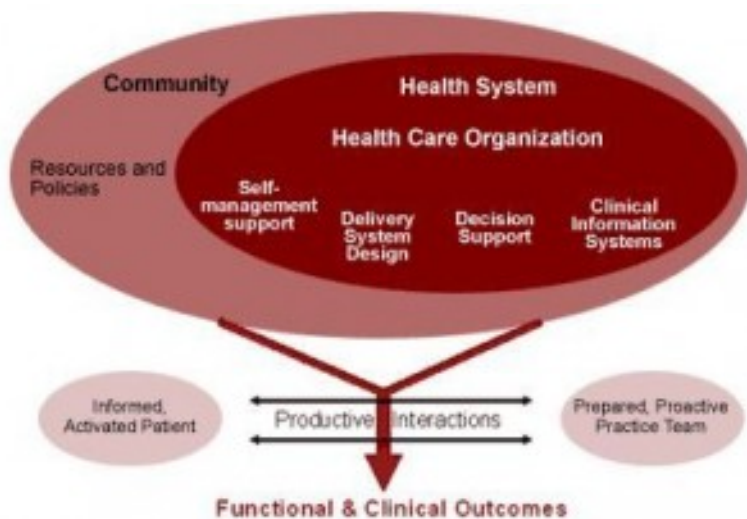 Community
Health System
Health Care Organization
Resources and
Policies
Self-
management
support
Delivery
System
Design
Decision
Support
Clinical
Information
Systems
Informed,
Activated Patient
Productive Interactions
Prepared, Proactive
Practice Team
Functional & Clinical Outcomes